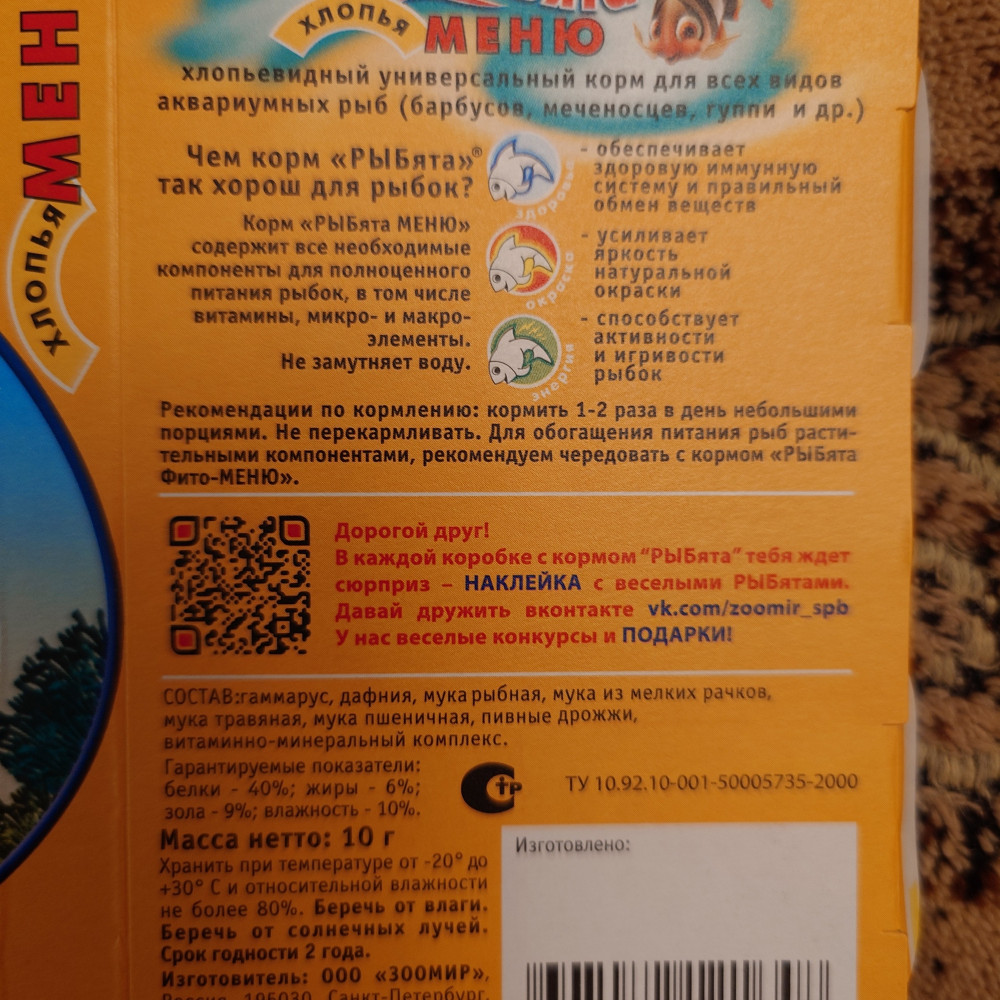 МЕН
ХЛОПЬЯ
ХЛОПЬЯ
МЕНЮ
хлопьевидный универсальный корм для всех видов
аквариумных рыб (барбусов, меченосцев, гуппи и др.)
Чем корм «РЫБята»®
так хорош для рыбок?
Корм «РЫБята МЕНЮ»
содержит все необходимые
компоненты для полноценного
питания рыбок, в том числе
витамины, микро- и макро-
элементы.
Не замутняет воду.
здоровье
- обеспечивает
здоровую иммунную
систему и правильный
обмен веществ
окраска
- усиливает
яркость
натуральной
окраски
энергия
- способствует
активности
и игривости
рыбок
Рекомендации по кормлению: кормить 1-2 раза в день небольшими
порциями. Не перекармливать. Для обогащения питания рыб расти-
тельными компонентами, рекомендуем чередовать с кормом «РЫБята
Фито-МЕНЮ».
Дорогой друг!
В каждой коробке с кормом "РЫБята" тебя ждет
сюрприз – НАКЛЕЙКА с веселыми РЫБятами.
Давай дружить вконтакте vk.com/zoomir_spb
У нас веселые конкурсы и ПОДАРКИ!
СОСТАВ:гаммарус, дафния, мука рыбная, мука из мелких рачков,
мука травяная, мука пшеничная, пивные дрожжи,
витаминно-минеральный комплекс.
Гарантируемые показатели:
белки - 40%; жиры - 6%;
зола - 9%; влажность - 10%.
ТУ 10.92.10-001-50005735-2000
Масса нетто: 10 г
Хранить при температуре от -20° до
+30° С и относительной влажности
не более 80%. Беречь от влаги.
Беречь от солнечных лучей.
Срок годности 2 года.
Изготовитель: ООО «ЗООМИР»,
Россия, 195030, Санкт-Петербург,
Изготовлено: